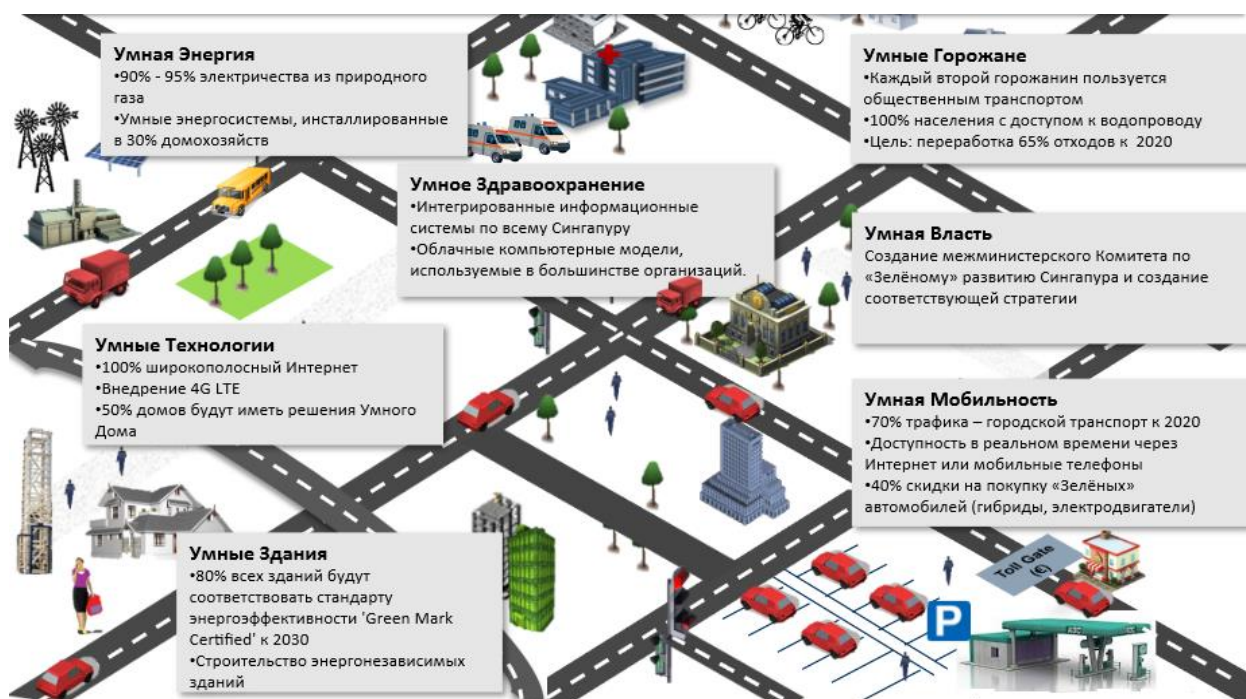 Умная Энергия
•90% - 95% электричества из природного
газа
•Умные энергосистемы, инсталлированные
в 30% домохозяйств
Умные Горожане
•Каждый второй горожанин пользуется
общественным транспортом
•100% населения с доступом к водопроводу
•Цель: переработка 65% отходов к 2020
Умное Здравоохранение
•Интегрированные информационные
системы по всему Сингапуру
•Облачные компьютерные модели,
используемые в большинстве организаций.
Умная Власть
Создание межминистерского Комитета по
«Зелёному» развитию Сингапура и создание
соответствующей стратегии
Умные Технологии
•100% широкополосный Интернет
•Внедрение 4G LTE
•50% домов будут иметь решения Умного
Дома
Умная Мобильность
•70% трафика – городской транспорт к 2020
•Доступность в реальном времени через
Интернет или мобильные телефоны
•40% скидки на покупку «Зелёных»
автомобилей (гибриды, электродвигатели)
Умные Здания
•80% всех зданий будут
соответствовать стандарту
энергоэффективности 'Green Mark
Certified' к 2030
•Строительство энергонезависимых
зданий
Toll Gate
(€)
P